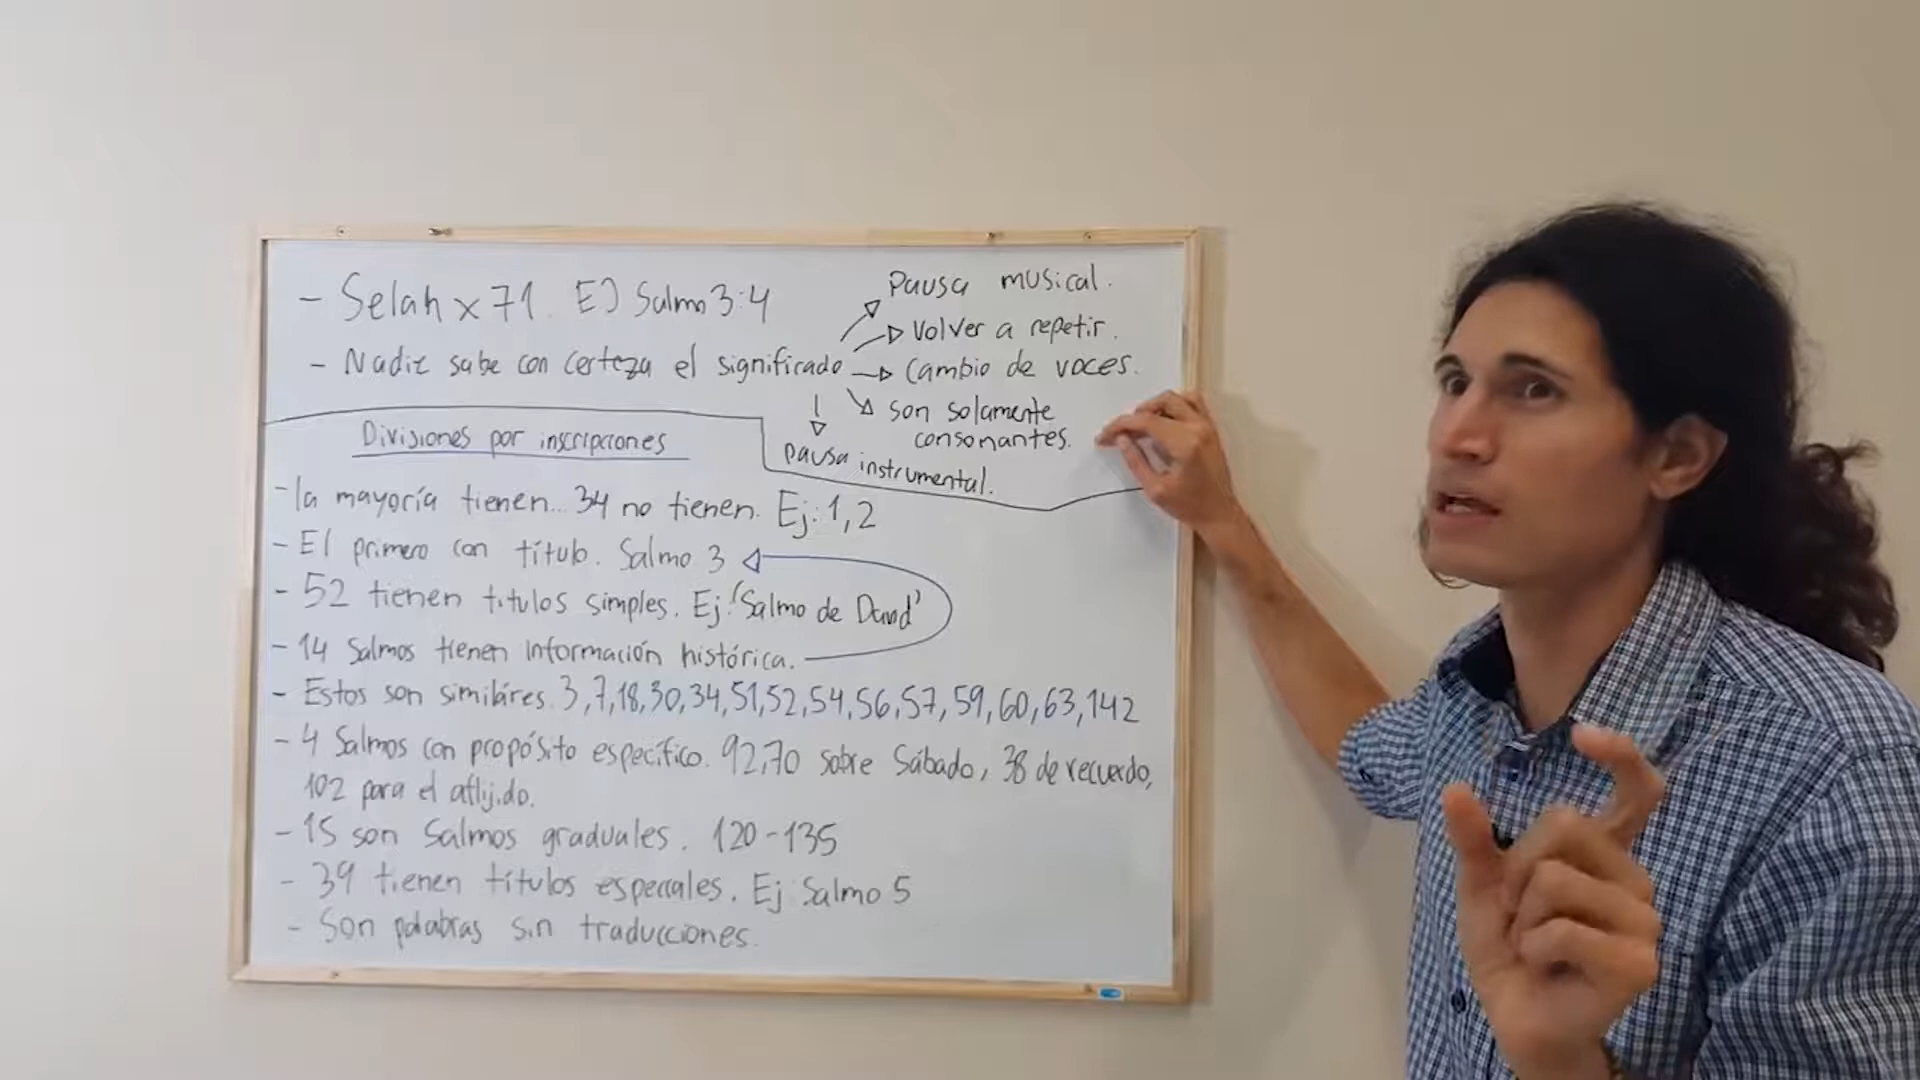 - Selah x 71. EJ Salmo 3:4
- Nadie sabe con certeza el significado
Pausa musical.
Volver a repetir.
Cambio de voces.
son solamente
consonantes.
pausa instrumental.
Divisiones por inscripciones
- la mayoría tienen... 34 no tienen. Ej: 1, 2
- El primero con título. Salmo 3
- 52 tienen titulos simples. Ej: "Salmo de David"
- 14 Salmos tienen información histórica.
- Estos son similáres. 3, 7, 18, 30, 34, 51, 52, 54, 56, 57, 59, 60, 63, 142
- 4 Salmos con propósito específico. 92, 70 sobre Sábado, 38 de recuerdo,
102 para el aflijido.
- 15 son Salmos graduales. 120 - 135
- 39 tienen títulos especiales. Ej: Salmo 5
- Son palabras sin traducciones.